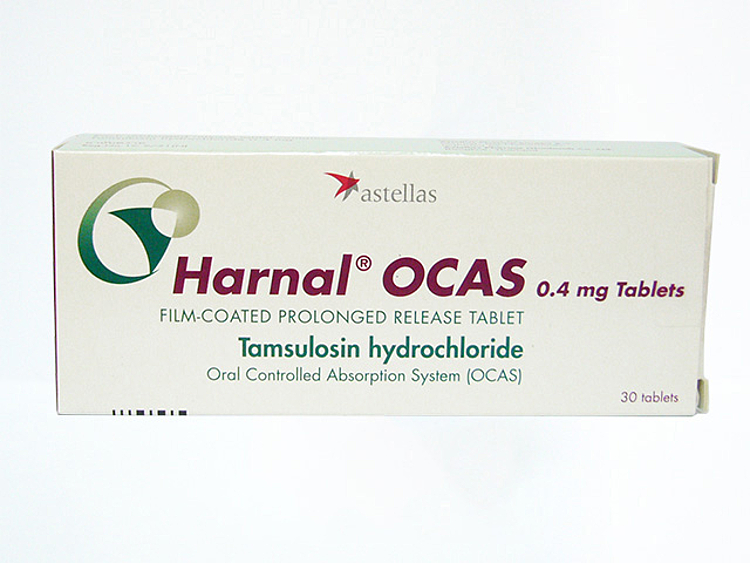 astellas
Harnal® OCAS 0.4 mg Tablets
FILM-COATED PROLONGED RELEASE TABLET
Tamsulosin hydrochloride
Oral Controlled Absorption System (OCAS)
30 tablets